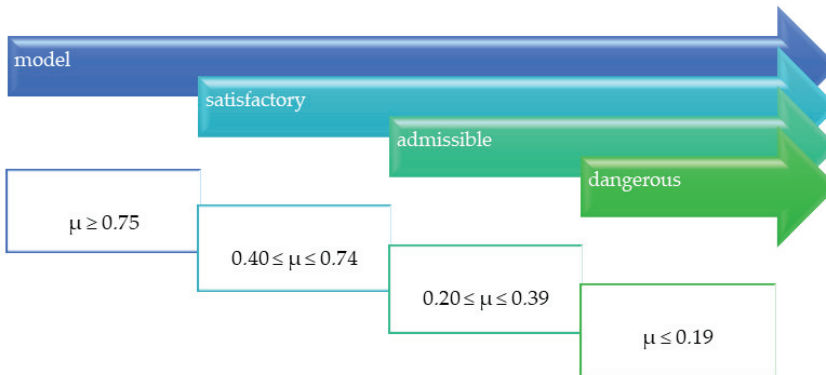 model
satisfactory
admissible
dangerous
μ ≥ 0.75
0.40 ≤ μ ≤ 0.74
0.20 ≤ μ ≤ 0.39
μ ≤ 0.19